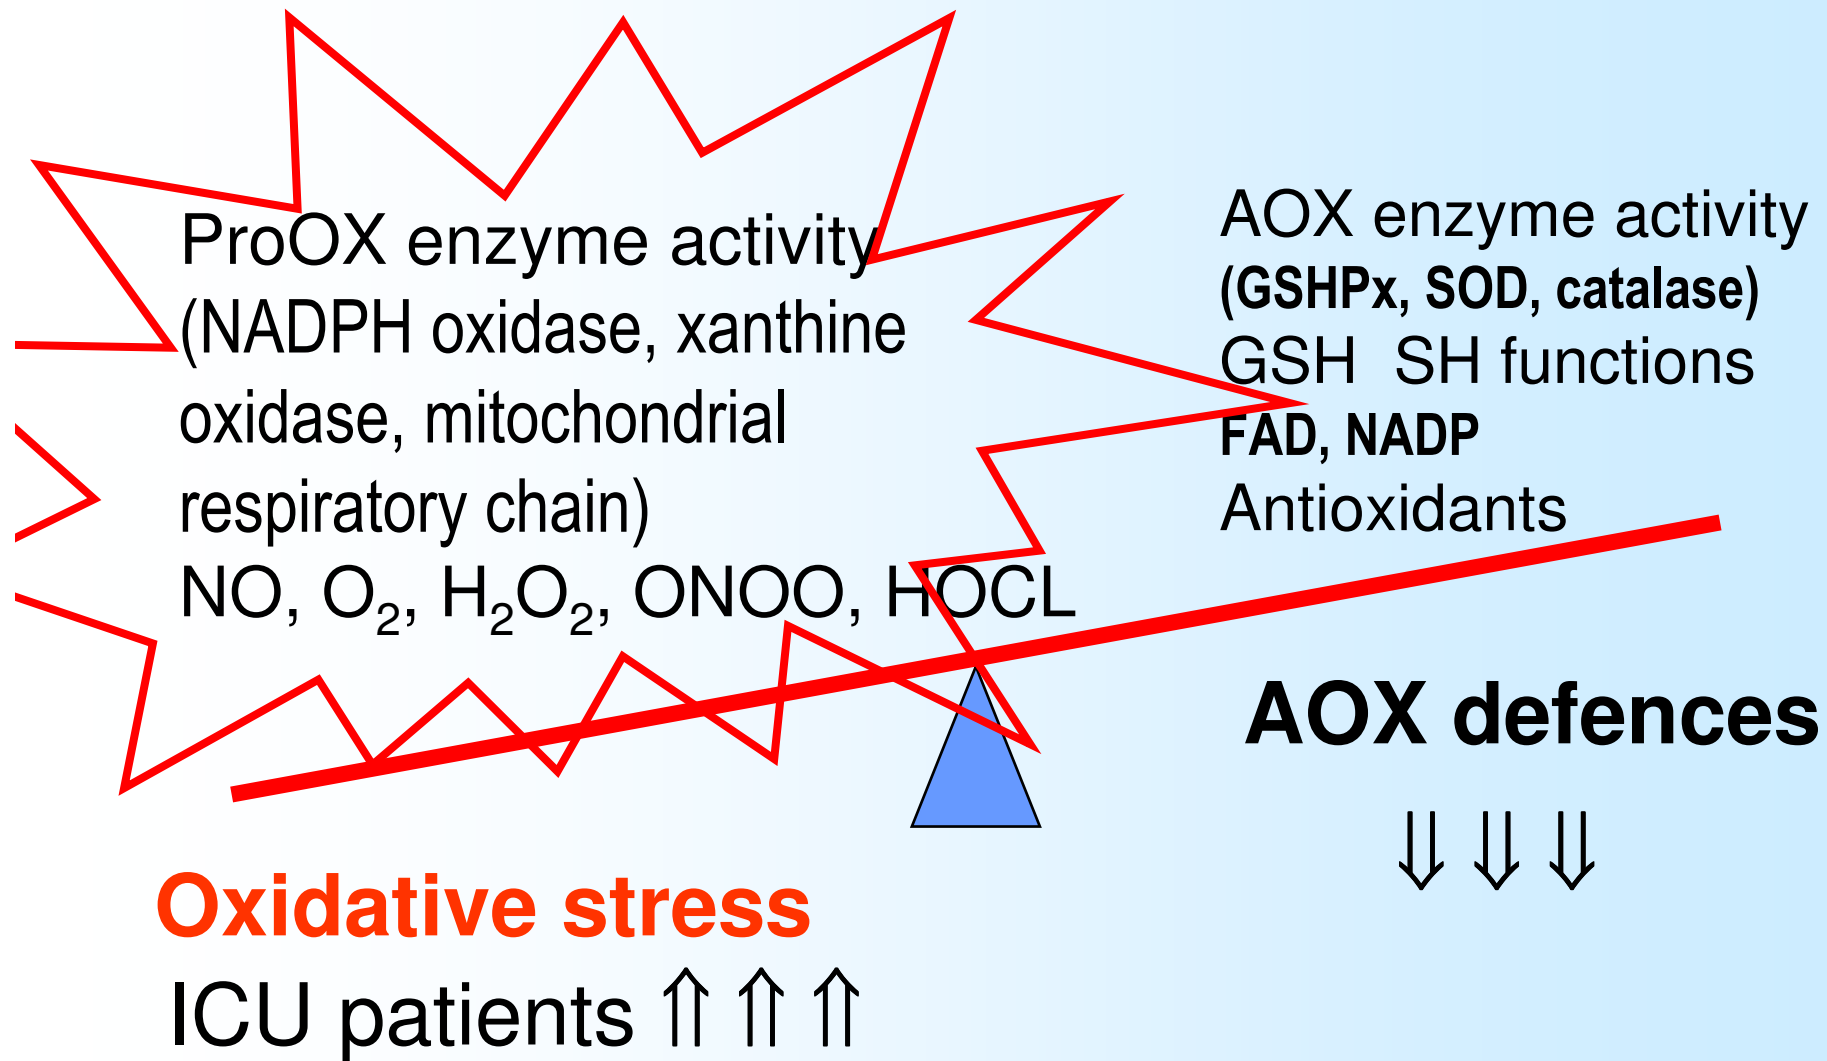 ProOX enzyme activity
(NADPH oxidase, xanthine
oxidase, mitochondrial
respiratory chain)
NO, O₂, H₂O₂, ONOO, HOCL
AOX enzyme activity
(GSHPx, SOD, catalase)
GSH SH functions
FAD, NADP
Antioxidants
AOX defences
⇓ ⇓ ⇓
Oxidative stress
ICU patients ⇑ ⇑ ⇑